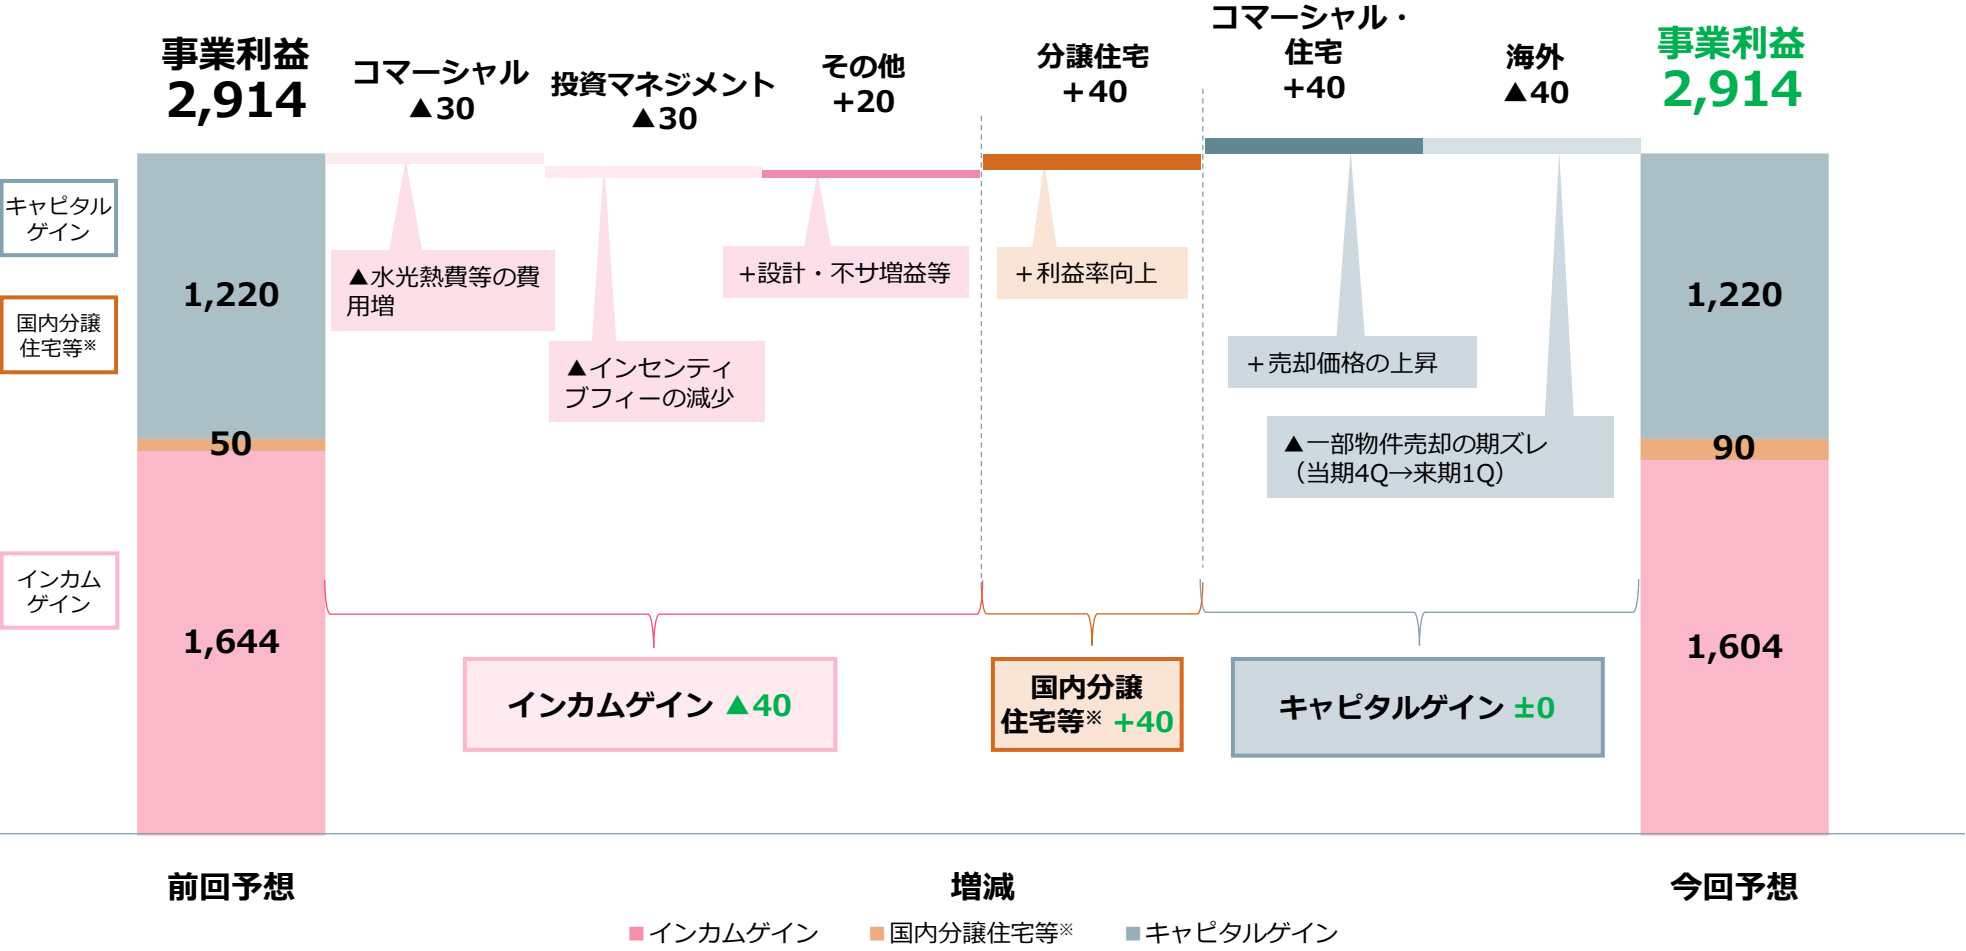 事業利益
2,914
コマーシャル
▲30
投資マネジメント
▲30
その他
+20
分譲住宅
+40
コマーシャル・
住宅
+40
海外
▲40
事業利益
2,914
キャピタル
ゲイン
国内分譲
住宅等※
インカム
ゲイン
1,220
50
1,644
▲水光熱費等の費
用増
▲インセンティ
ブフィーの減少
+設計・不サ増益等
+利益率向上
+売却価格の上昇
▲一部物件売却の期ズレ
（当期4Q→来期1Q）
1,220
90
1,604
インカムゲイン ▲40
国内分譲
住宅等※ +40
キャピタルゲイン ±0
前回予想
増減
今回予想
インカムゲイン
国内分譲住宅等※
キャピタルゲイン